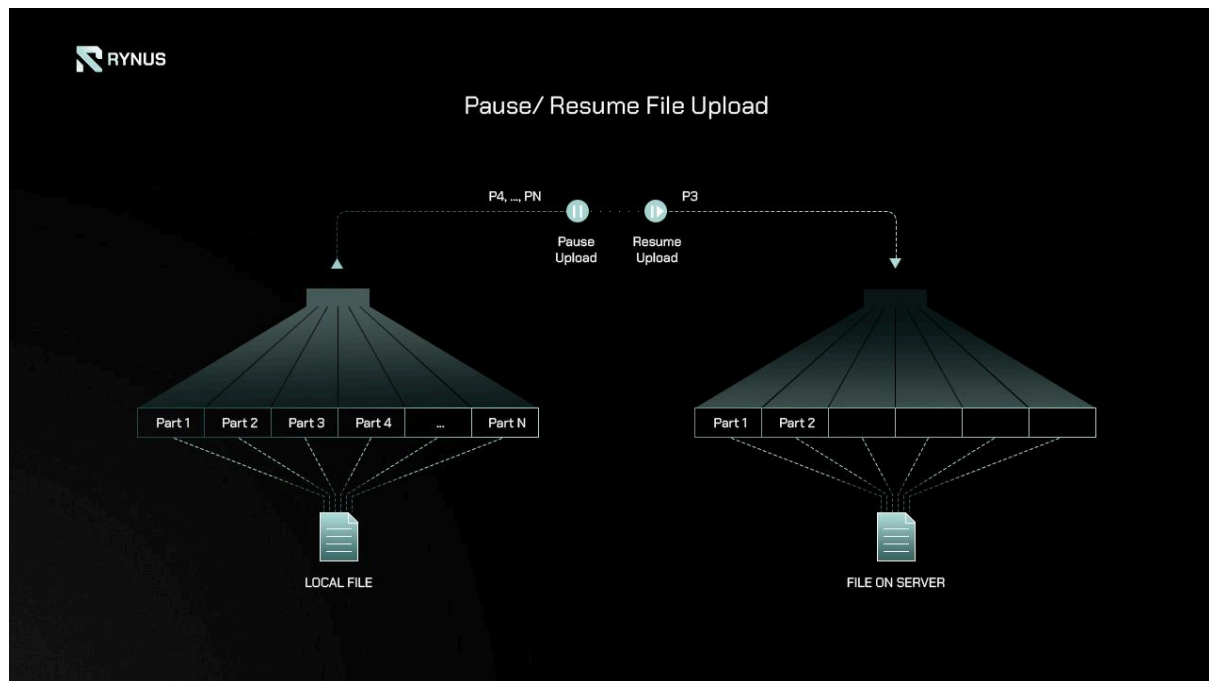 RYNUS
Pause/ Resume File Upload
P4, ..., PN
P3
Pause
Upload
Resume
Upload
Part 1
Part 2
Part 3
Part 4
...
Part N
Part 1
Part 2
LOCAL FILE
FILE ON SERVER